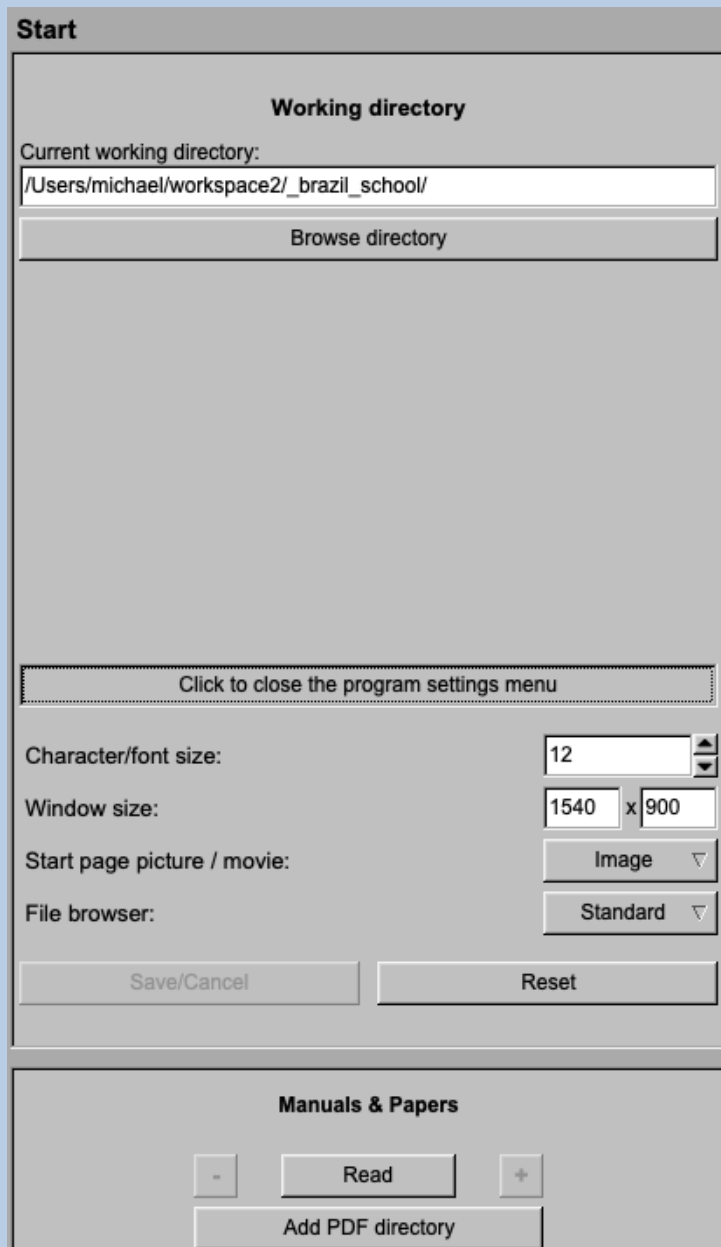 Start
Working directory
Current working directory:
/Users/michael/workspace2/_brazil_school/
Browse directory
Click to close the program settings menu
Character/font size: 12
Window size: 1540 x 900
Start page picture / movie: Image
File browser: Standard
Save/Cancel Reset
Manuals & Papers
- Read +
Add PDF directory